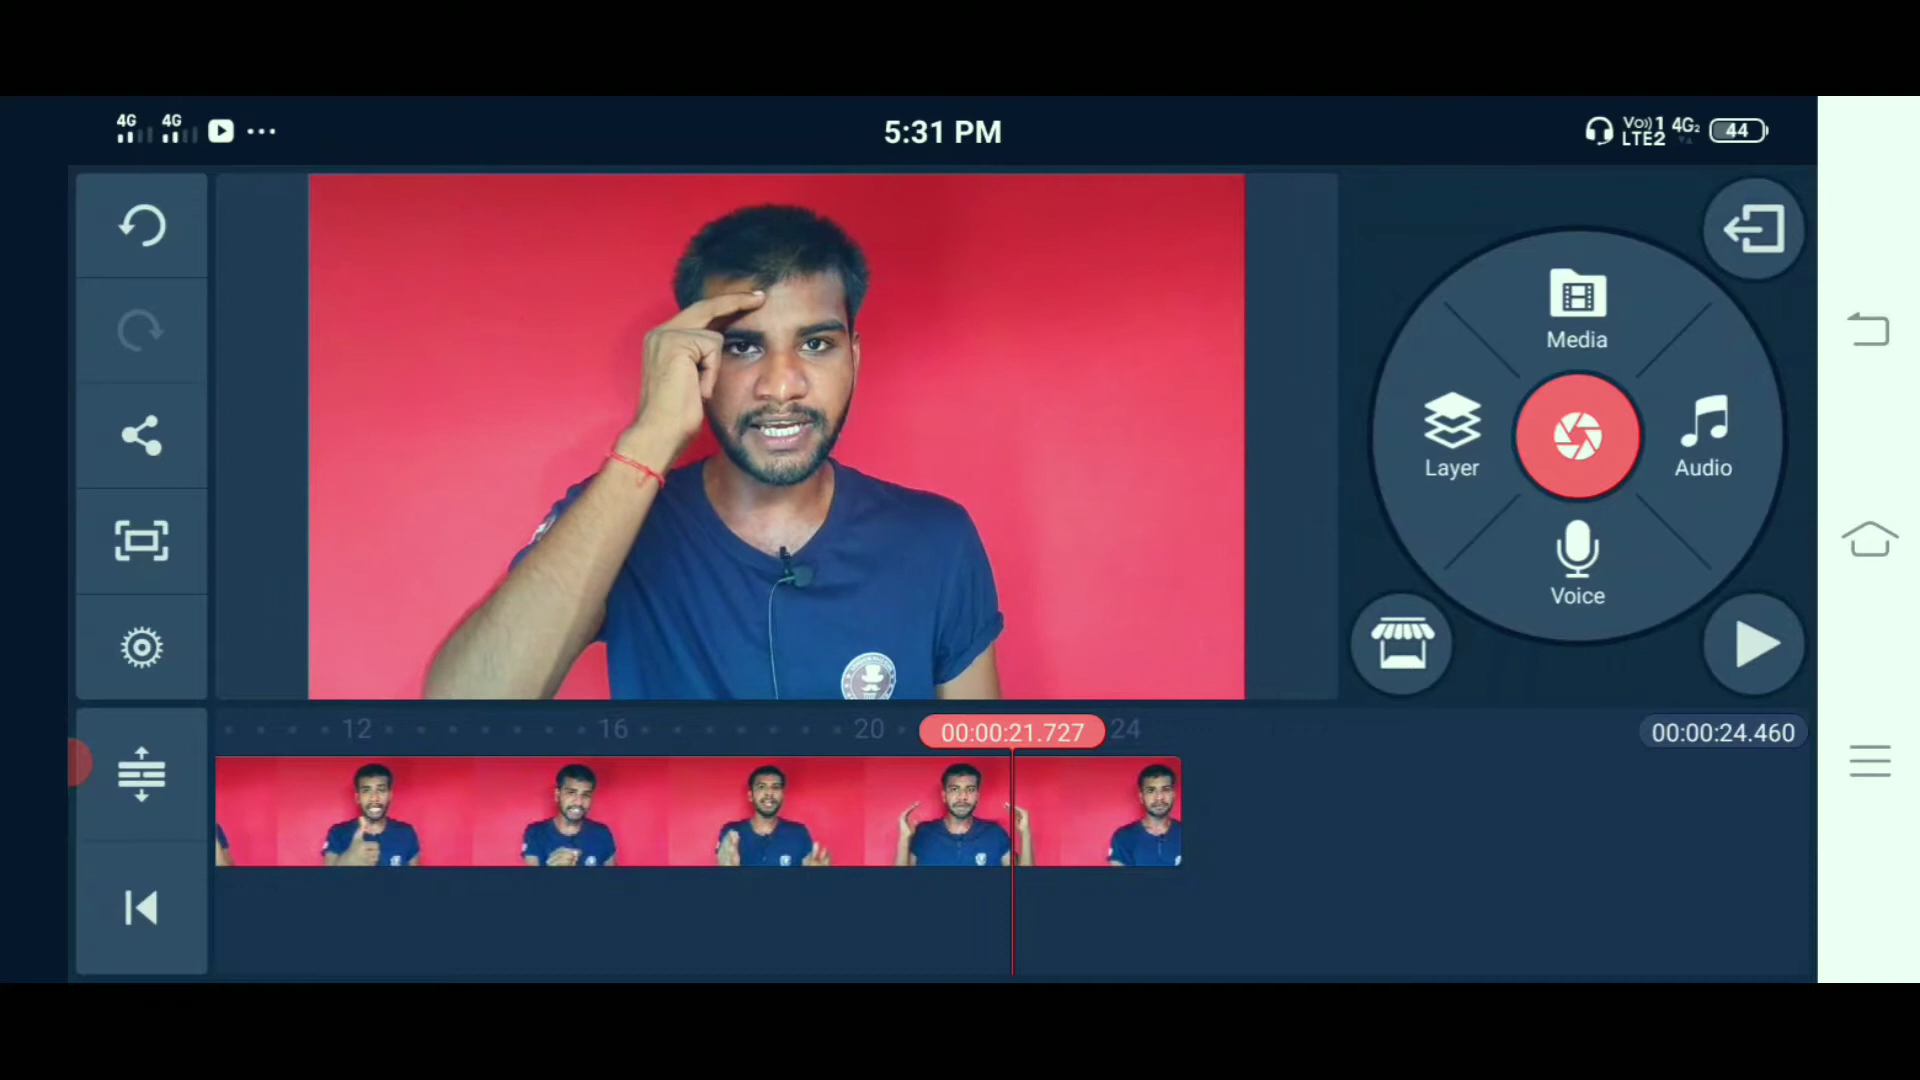 4G 4G
5:31 PM
Vo)) 1 4G2
LTE2
44
Media
Layer
Audio
Voice
12 16 20 24
00:00:21.727
00:00:24.460